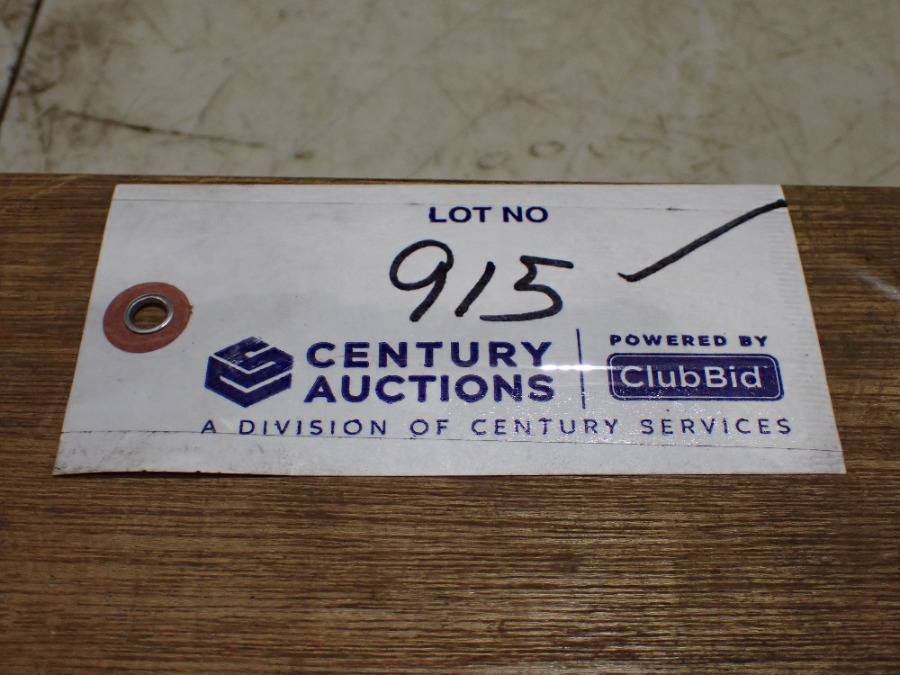 LOT NO
915
CENTURY
AUCTIONS
POWERED BY
ClubBid
A DIVISION OF CENTURY SERVICES